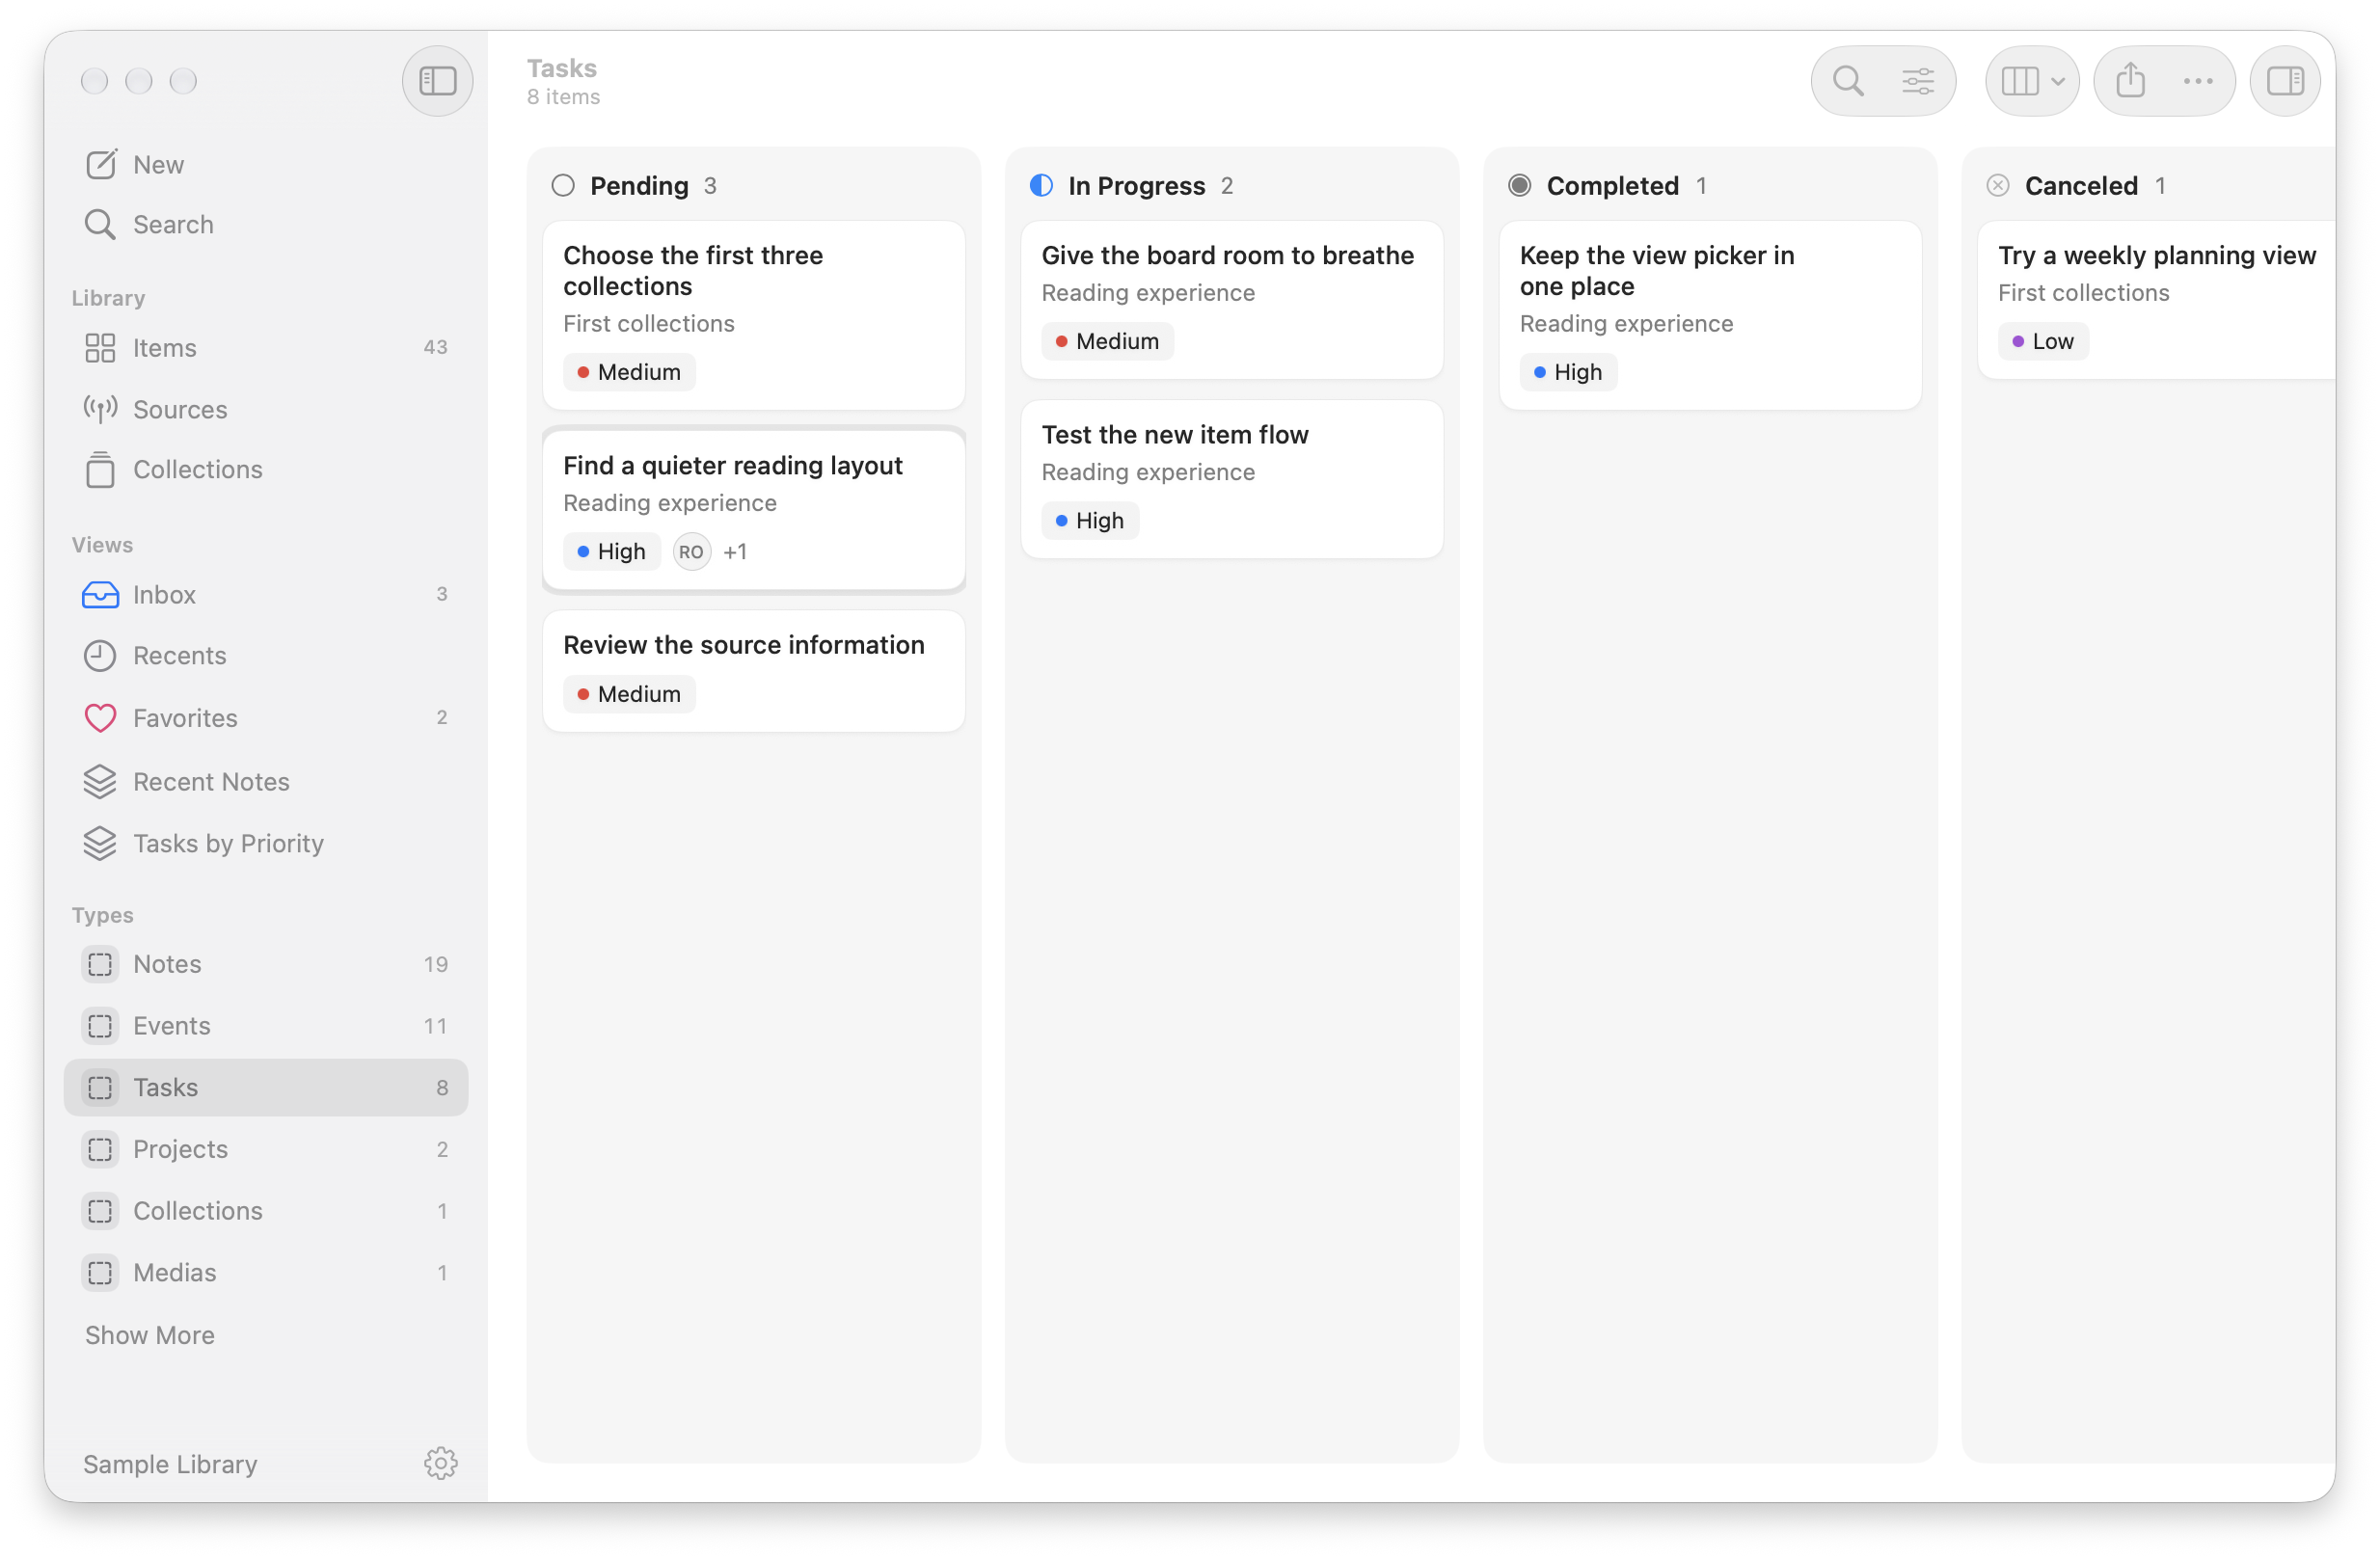 New
Search
Library
Items 43
Sources
Collections
Views
Inbox 3
Recents
Favorites 2
Recent Notes
Tasks by Priority
Types
Notes 19
Events 11
Tasks 8
Projects 2
Collections 1
Medias 1
Show More
Sample Library
Tasks
8 items
Pending 3
Choose the first three
collections
First collections
Medium
Find a quieter reading layout
Reading experience
High RO +1
Review the source information
Medium
In Progress 2
Give the board room to breathe
Reading experience
Medium
Test the new item flow
Reading experience
High
Completed 1
Keep the view picker in
one place
Reading experience
High
Canceled 1
Try a weekly planning view
First collections
Low